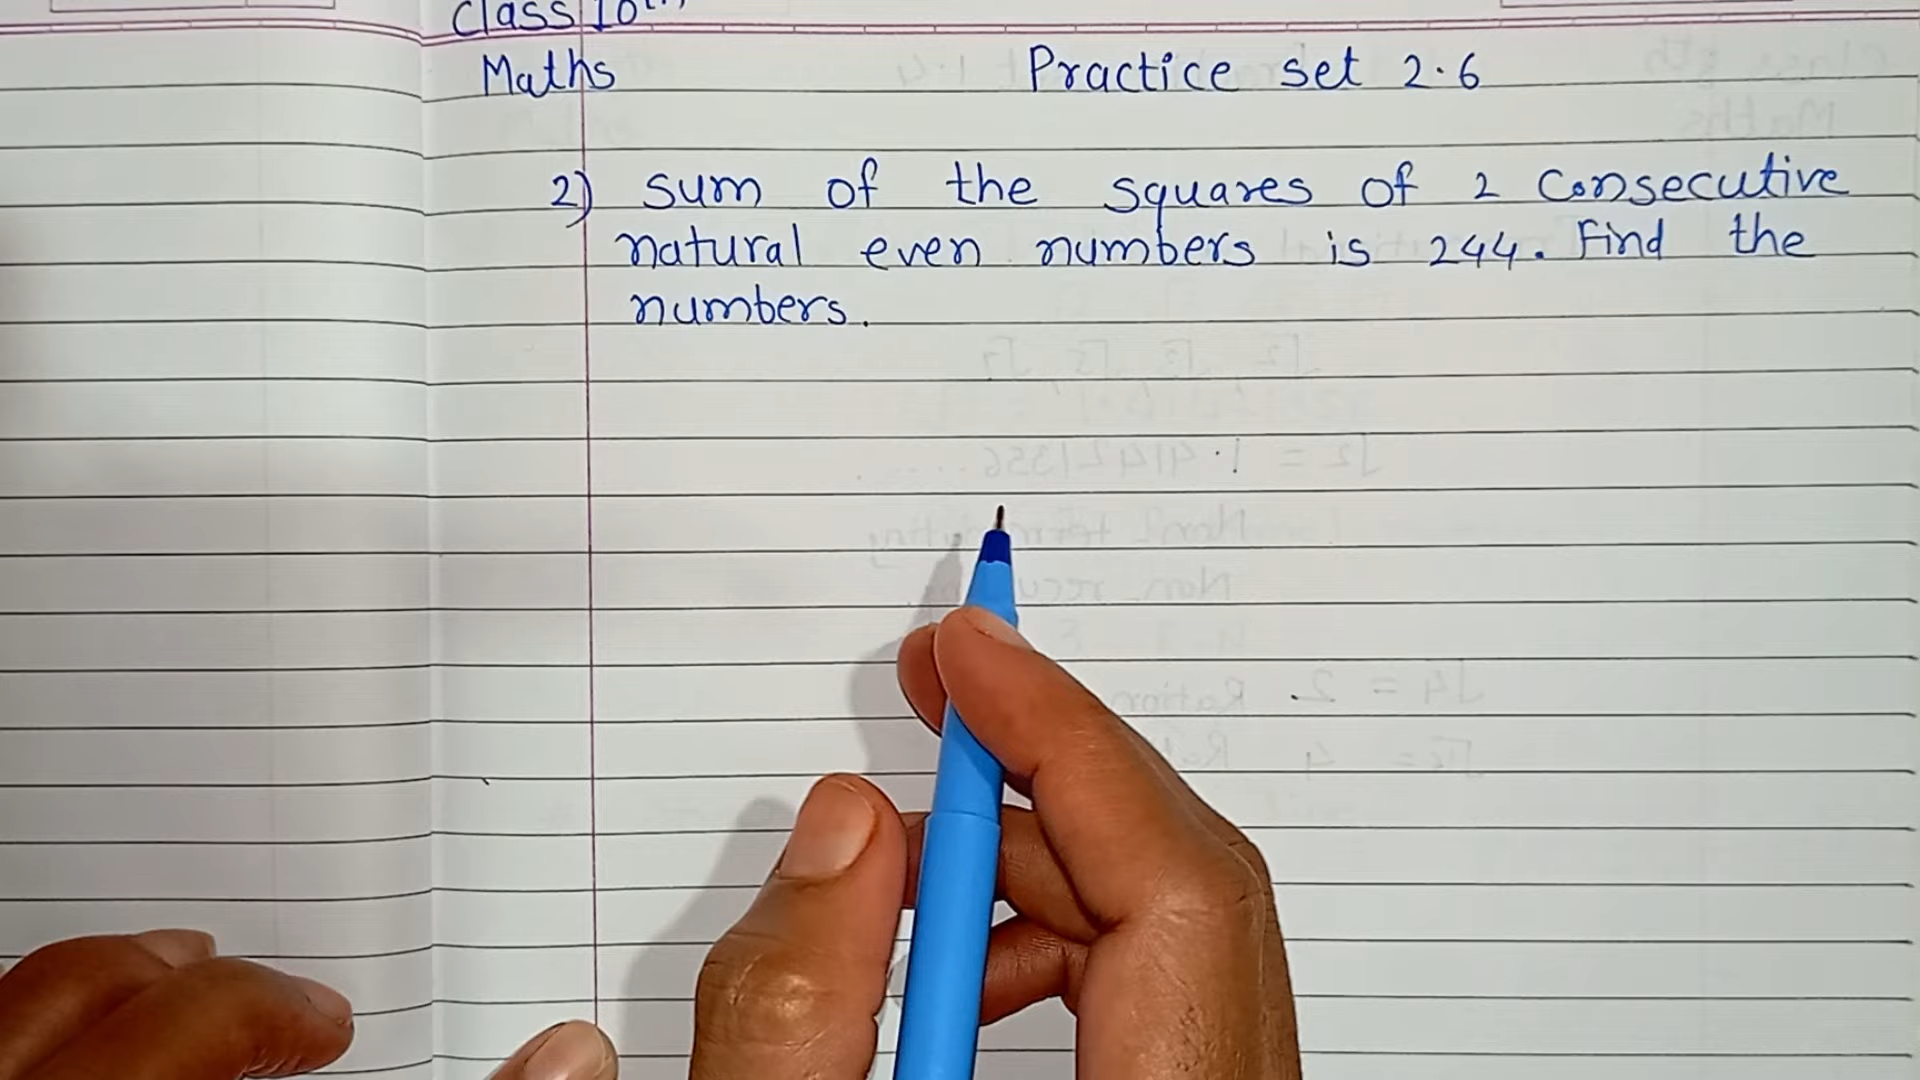 Class 10th
Maths Practice set 2.6
2) Sum of the squares of 2 consecutive
natural even numbers is 244. Find the
numbers.